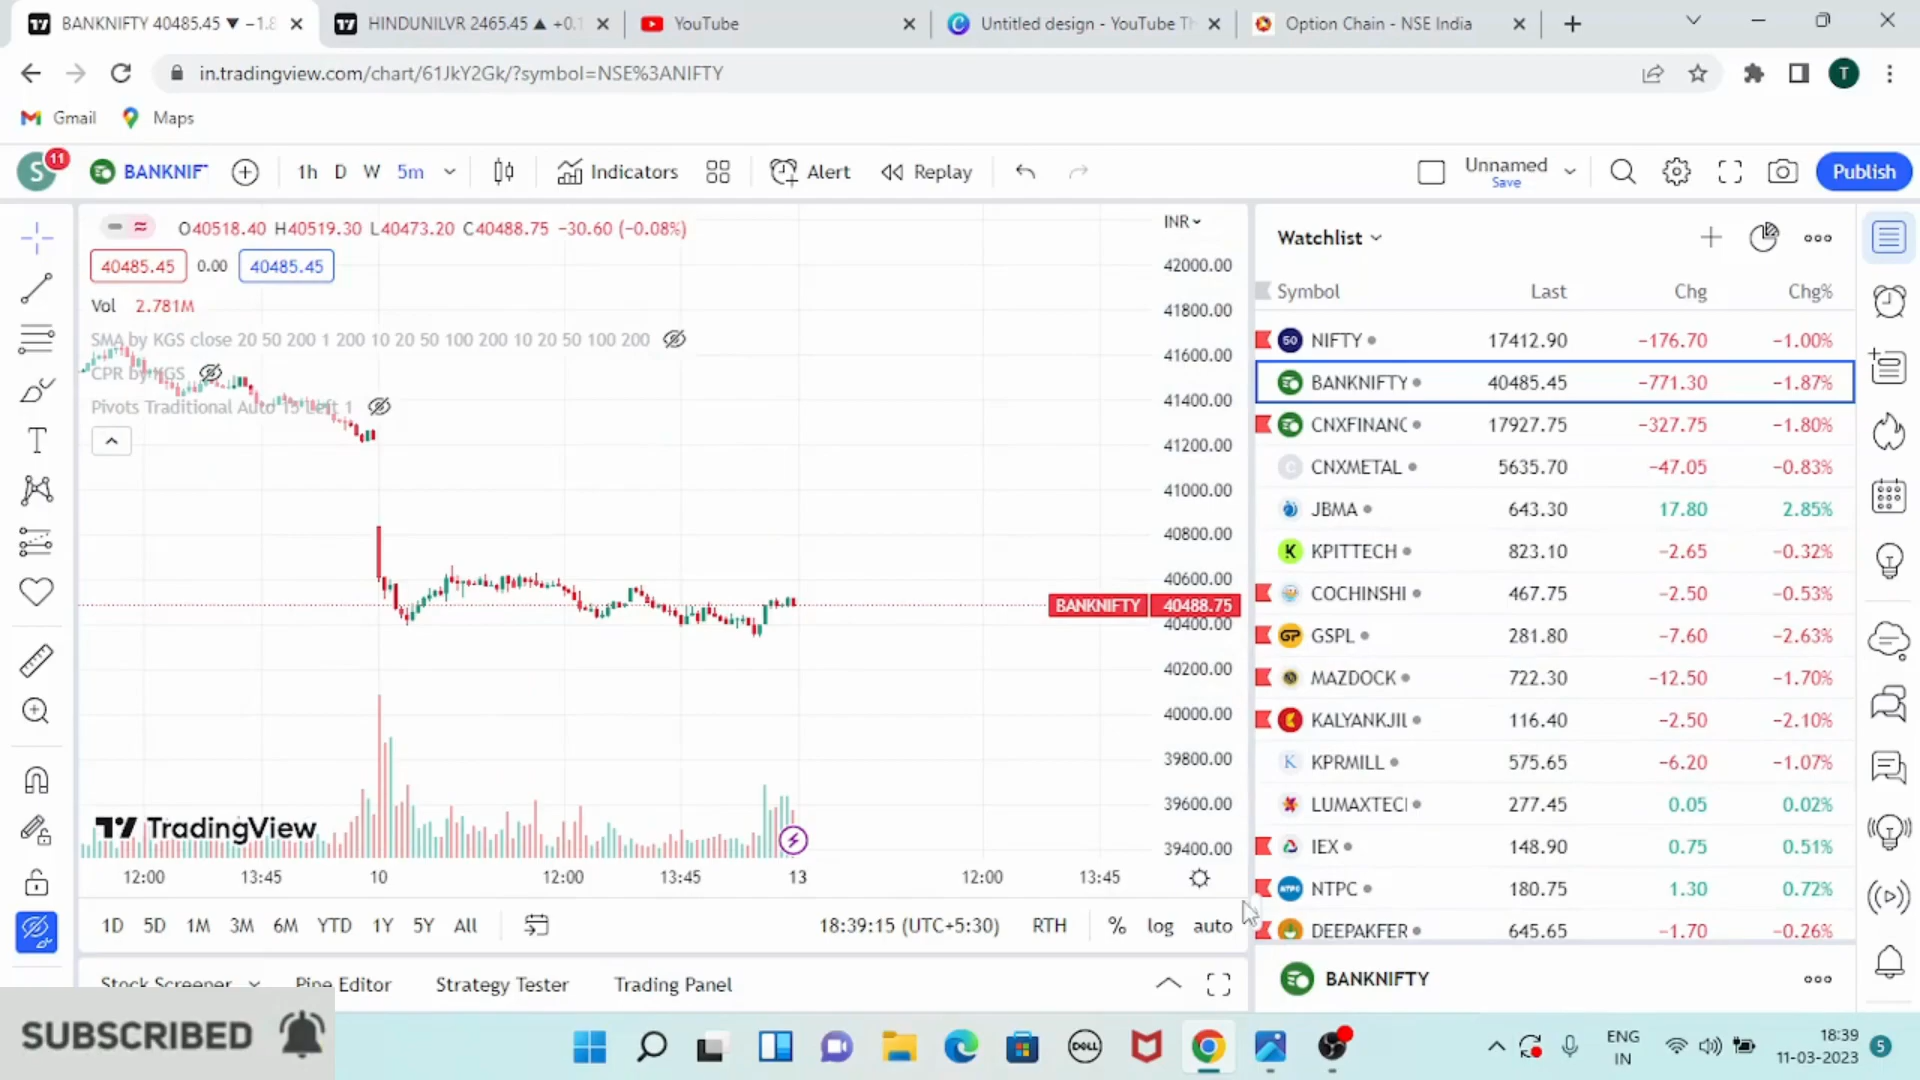 BANKNIFTY 40485.45 ▼ −1.8
HINDUNILVR 2465.45 ▲ +0.1
YouTube
Untitled design - YouTube Th
Option Chain - NSE India
in.tradingview.com/chart/61JkY2Gk/?symbol=NSE%3ANIFTY
T
Gmail
Maps
S 11
BANKNIF
1h D W 5m
Indicators
Alert
Replay
Unnamed
Save
Publish
O40518.40 H40519.30 L40473.20 C40488.75 −30.60 (−0.08%)
INR
40485.45 0.00 40485.45
Vol 2.781M
SMA by KGS close 20 50 200 1 200 10 20 50 100 200 10 20 50 100 200
CPR by KGS
Pivots Traditional Auto 15 Left 1
42000.00
41800.00
41600.00
41400.00
41200.00
41000.00
40800.00
40600.00
BANKNIFTY 40488.75
40400.00
40200.00
40000.00
39800.00
39600.00
39400.00
TradingView
12:00 13:45 10 12:00 13:45 13 12:00 13:45
1D 5D 1M 3M 6M YTD 1Y 5Y All
18:39:15 (UTC+5:30) RTH % log auto
Stock Screener Pine Editor Strategy Tester Trading Panel
Watchlist
Symbol Last Chg Chg%
50 NIFTY 17412.90 −176.70 −1.00%
BANKNIFTY 40485.45 −771.30 −1.87%
CNXFINANC 17927.75 −327.75 −1.80%
C CNXMETAL 5635.70 −47.05 −0.83%
JBMA 643.30 17.80 2.85%
K KPITTECH 823.10 −2.65 −0.32%
COCHINSHI 467.75 −2.50 −0.53%
GP GSPL 281.80 −7.60 −2.63%
MAZDOCK 722.30 −12.50 −1.70%
KALYANKJIL 116.40 −2.50 −2.10%
K KPRMILL 575.65 −6.20 −1.07%
LUMAXTECH 277.45 0.05 0.02%
IEX 148.90 0.75 0.51%
NTPC NTPC 180.75 1.30 0.72%
DEEPAKFER 645.65 −1.70 −0.26%
BANKNIFTY
SUBSCRIBED
DELL
ENG
IN
18:39
11-03-2023
5